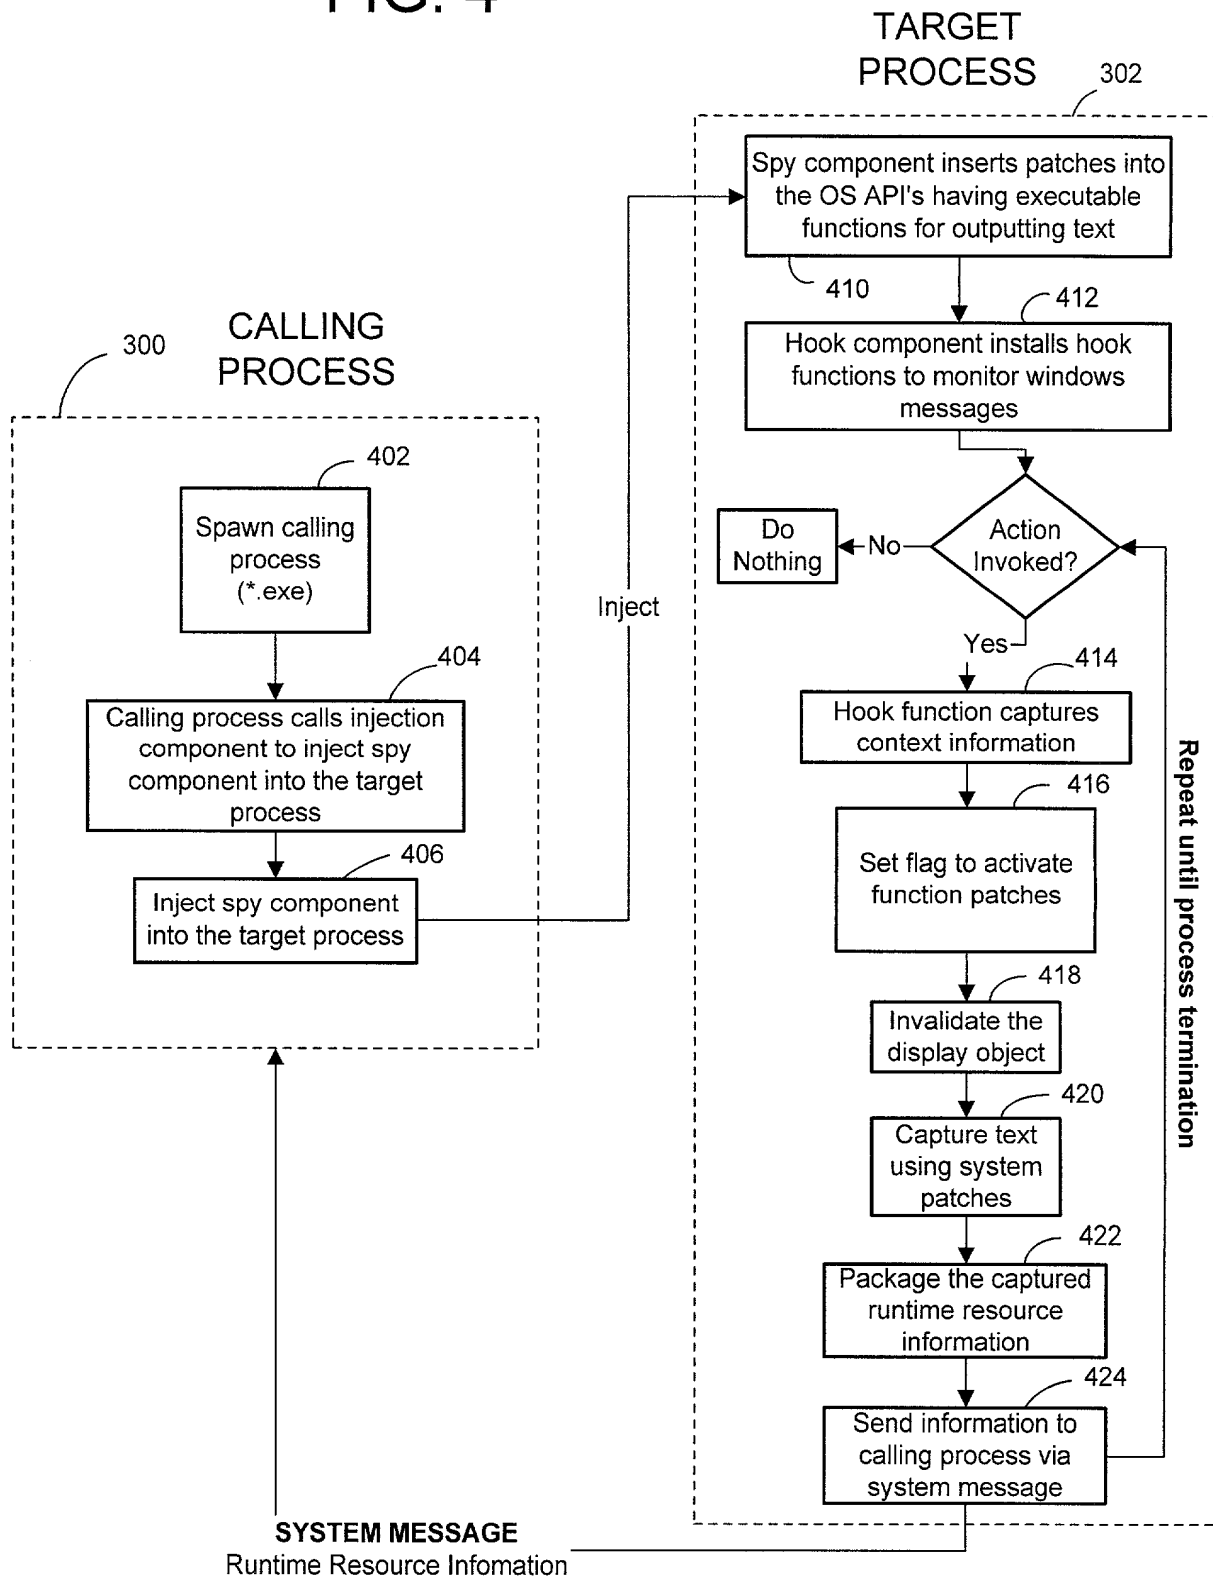 FIG. 4
TARGET
PROCESS
302
Spy component inserts patches into
the OS API's having executable
functions for outputting text
410
412
Hook component installs hook
functions to monitor windows
messages
CALLING
PROCESS
300
402
Spawn calling
process
(*.exe)
404
Calling process calls injection
component to inject spy
component into the target
process
406
Inject spy component
into the target process
Inject
Action
Invoked?
No
Do
Nothing
Yes
414
Hook function captures
context information
416
Set flag to activate
function patches
418
Invalidate the
display object
420
Capture text
using system
patches
422
Package the captured
runtime resource
information
424
Send information to
calling process via
system message
Repeat until process termination
SYSTEM MESSAGE
Runtime Resource Infomation